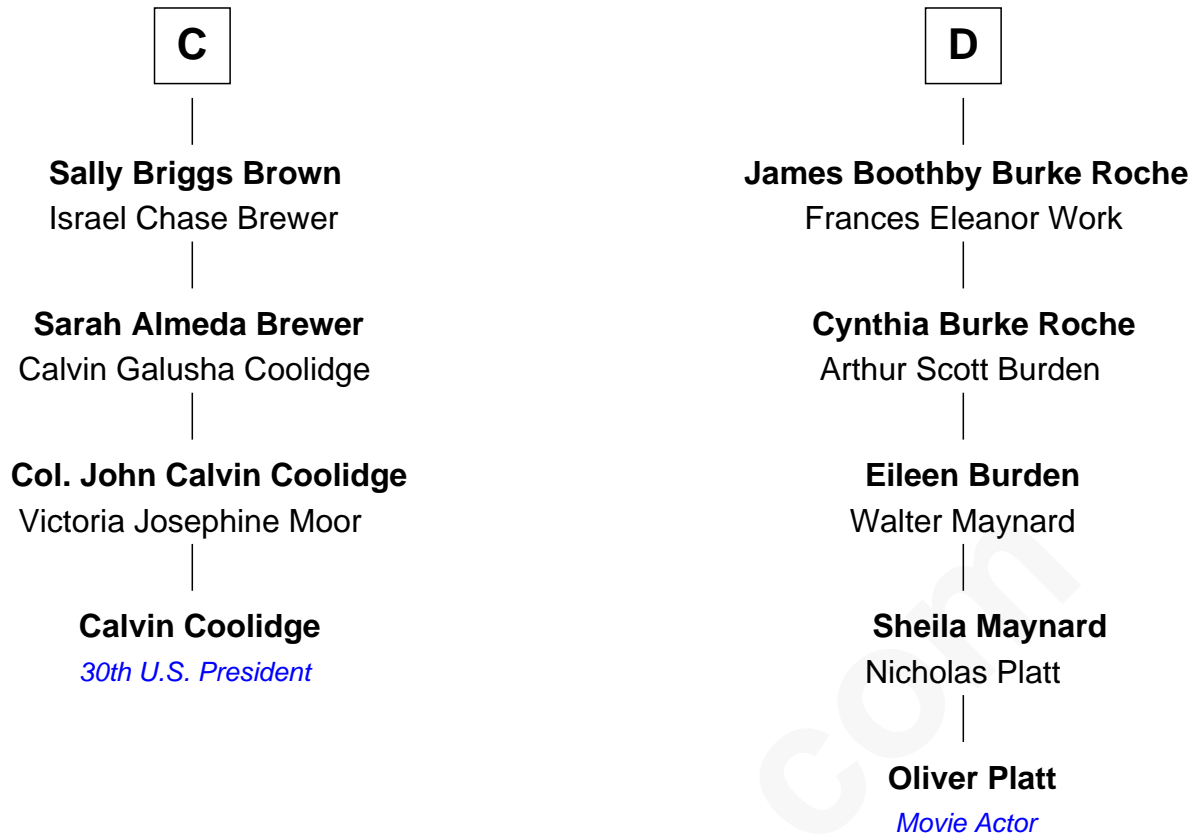 C
Sally Briggs Brown
Israel Chase Brewer
Sarah Almeda Brewer
Calvin Galusha Coolidge
Col. John Calvin Coolidge
Victoria Josephine Moor
Calvin Coolidge
30th U.S. President
D
James Boothby Burke Roche
Frances Eleanor Work
Cynthia Burke Roche
Arthur Scott Burden
Eileen Burden
Walter Maynard
Sheila Maynard
Nicholas Platt
Oliver Platt
Movie Actor
com